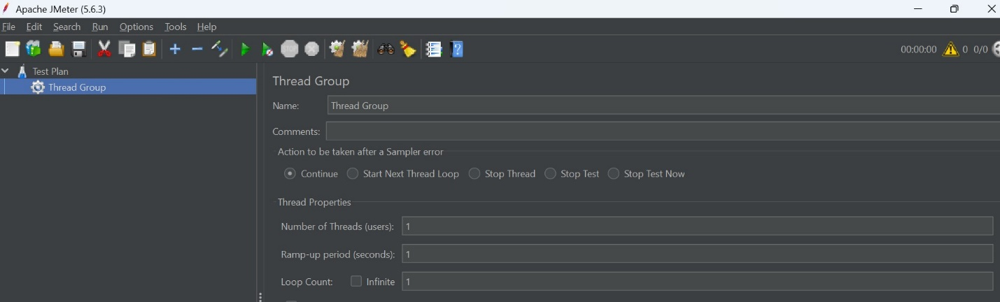 Apache JMeter (5.6.3)
File Edit Search Run Options Tools Help
00:00:00 0 0/0
Test Plan
Thread Group
Thread Group
Name: Thread Group
Comments:
Action to be taken after a Sampler error
Continue Start Next Thread Loop Stop Thread Stop Test Stop Test Now
Thread Properties
Number of Threads (users): 1
Ramp-up period (seconds): 1
Loop Count: Infinite 1